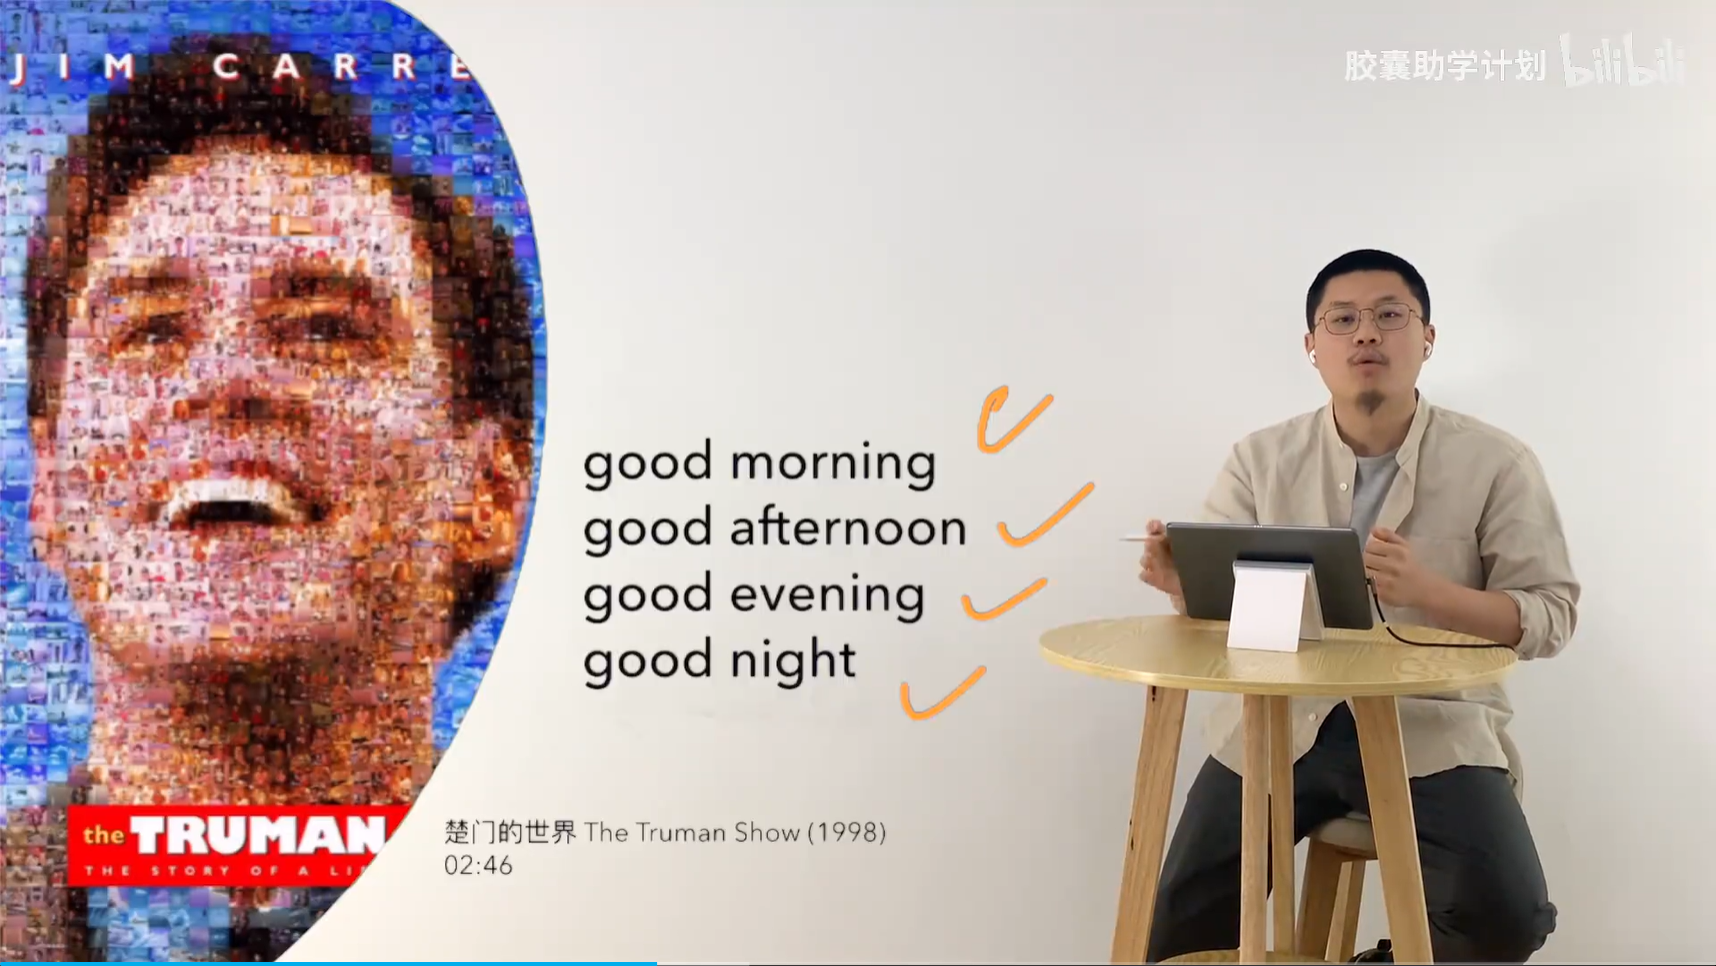 JIM CARRE
胶囊助学计划 bilibili
good morning
good afternoon
good evening
good night
the TRUMAN
THE STORY OF A LI
楚门的世界 The Truman Show (1998)
02:46